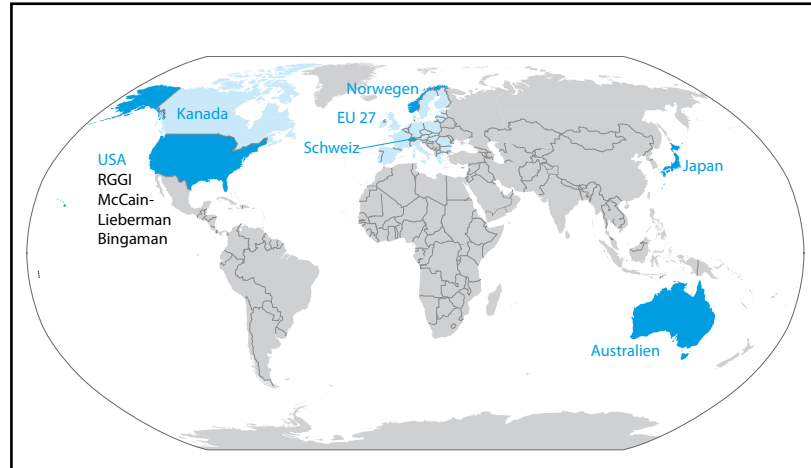 Norwegen
Kanada
EU 27
Schweiz
USA
RGGI
McCain-
Lieberman
Bingaman
Japan
Australien